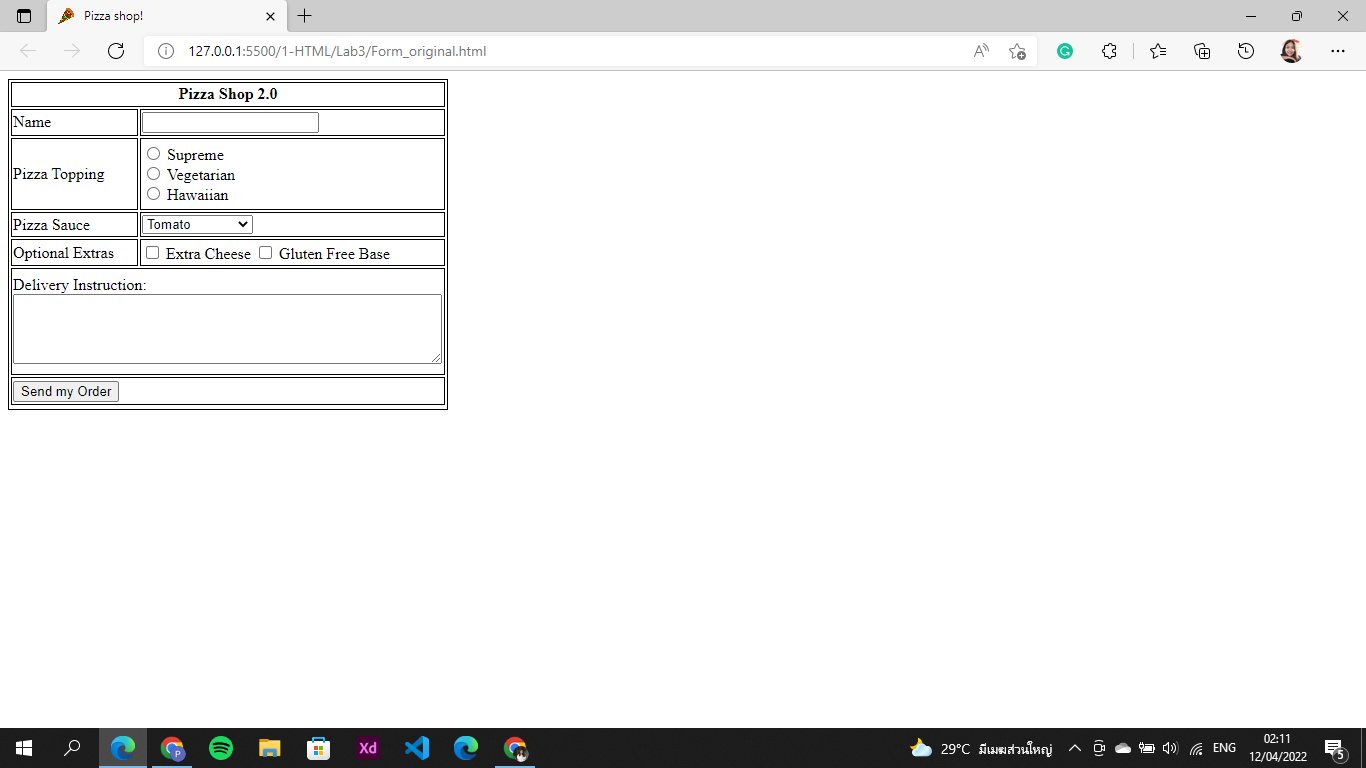 Pizza shop!
127.0.0.1:5500/1-HTML/Lab3/Form_original.html
Pizza Shop 2.0
Name
Pizza Topping
Supreme
Vegetarian
Hawaiian
Pizza Sauce Tomato
Optional Extras Extra Cheese Gluten Free Base
Delivery Instruction:
Send my Order
Xd 29°C มีเมฆส่วนใหญ่ ENG 02:11
12/04/2022 5